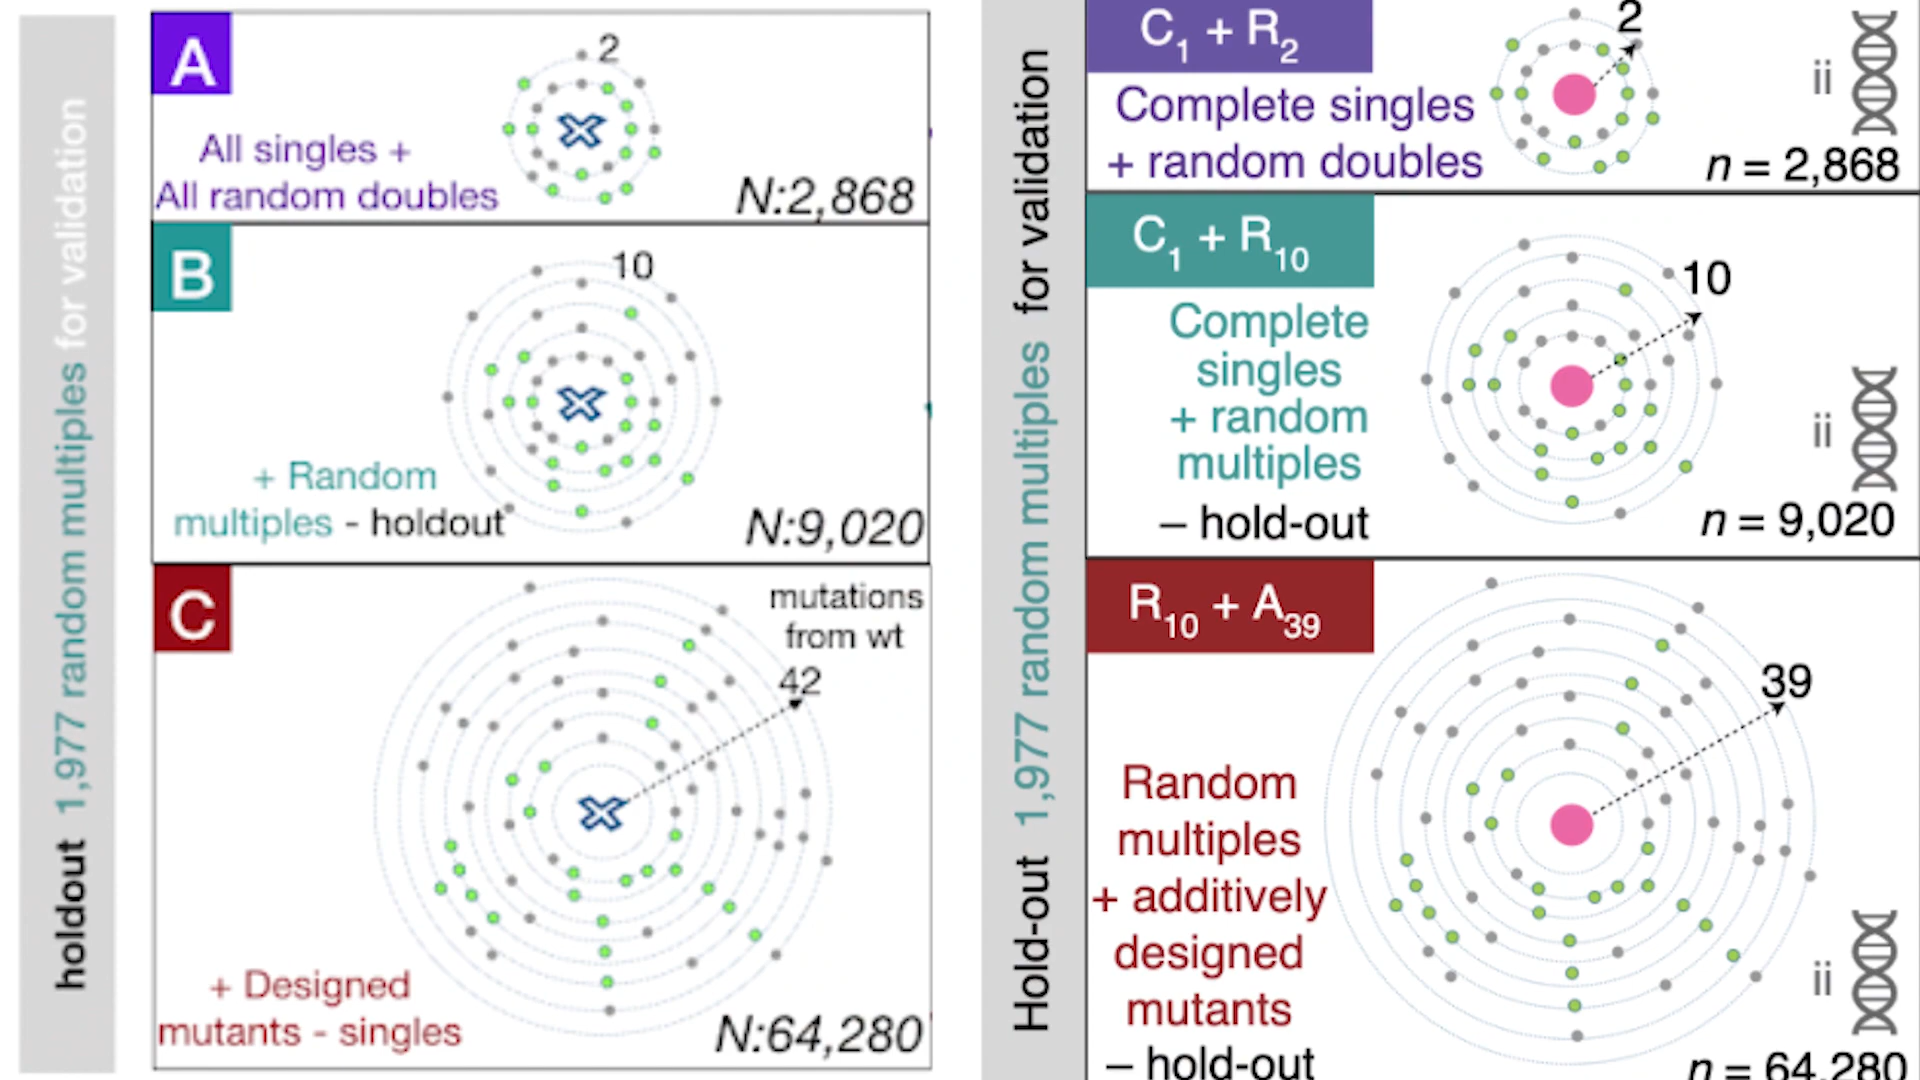 holdout 1,977 random multiples for validation
A
2
All singles +
All random doubles
N:2,868
B
10
+ Random
multiples - holdout
N:9,020
C
mutations
from wt
42
+ Designed
mutants - singles
N:64,280
Hold-out 1,977 random multiples for validation
C1 + R2
2
ii
Complete singles
+ random doubles
n = 2,868
C1 + R10
10
Complete
singles
+ random
multiples
– hold-out
ii
n = 9,020
R10 + A39
39
Random
multiples
+ additively
designed
mutants
– hold-out
ii
n = 64,280